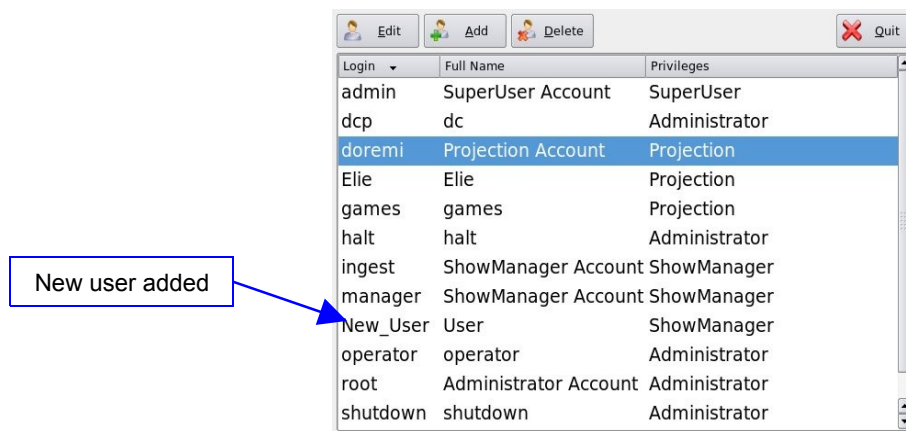 Edit Add Delete Quit
Login Full Name Privileges
admin SuperUser Account SuperUser
dcp dc Administrator
doremi Projection Account Projection
Elie Elie Projection
games games Projection
halt halt Administrator
ingest ShowManager Account ShowManager
manager ShowManager Account ShowManager
New user added
New_User User ShowManager
operator operator Administrator
root Administrator Account Administrator
shutdown shutdown Administrator